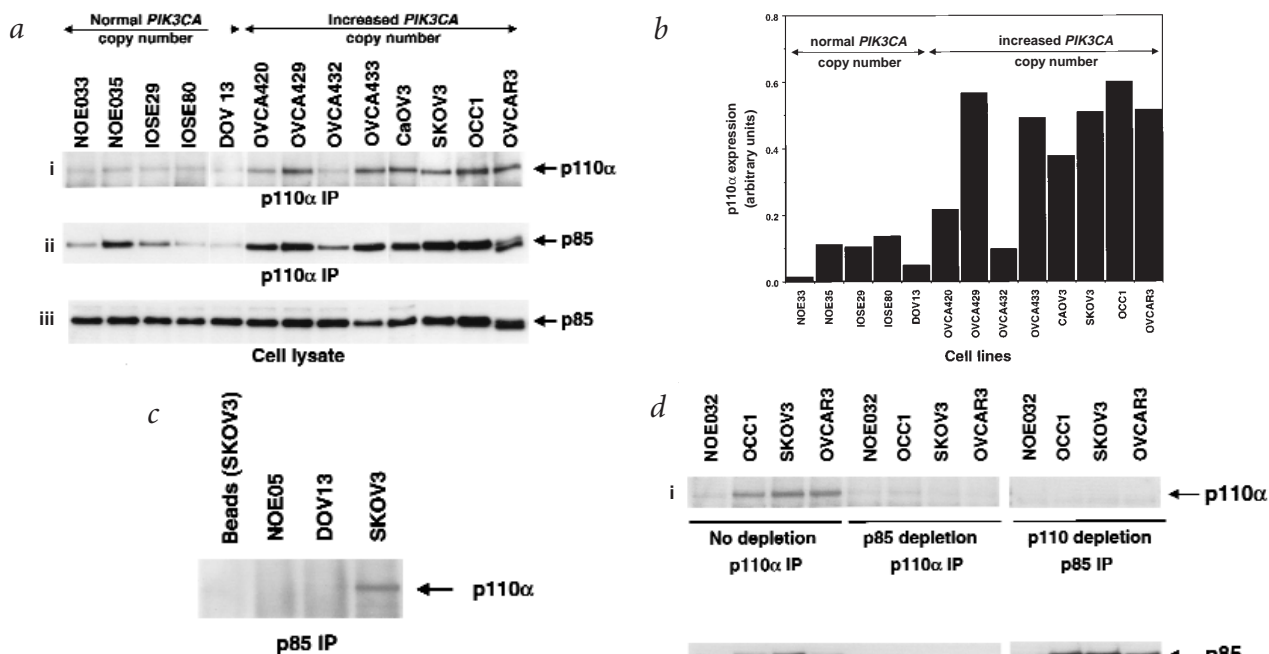 a
Normal PIK3CA copy number
Increased PIK3CA copy number
NOE033
NOE035
IOSE29
IOSE80
DOV 13
OVCA420
OVCA429
OVCA432
OVCA433
CaOV3
SKOV3
OCC1
OVCAR3
i
p110α
p110α IP
ii
p85
p110α IP
iii
p85
Cell lysate
b
p110α expression
(arbitrary units)
0.8
0.6
0.4
0.2
0.0
normal PIK3CA
copy number
increased PIK3CA
copy number
NOE33
NOE35
IOSE29
IOSE80
DOV13
OVCA420
OVCA429
OVCA432
OVCA433
CAOV3
SKOV3
OCC1
OVCAR3
Cell lines
c
Beads (SKOV3)
NOE05
DOV13
SKOV3
p110α
p85 IP
d
NOE032
OCC1
SKOV3
OVCAR3
NOE032
OCC1
SKOV3
OVCAR3
NOE032
OCC1
SKOV3
OVCAR3
i
p110α
No depletion
p110α IP
p85 depletion
p110α IP
p110 depletion
p85 IP
p85